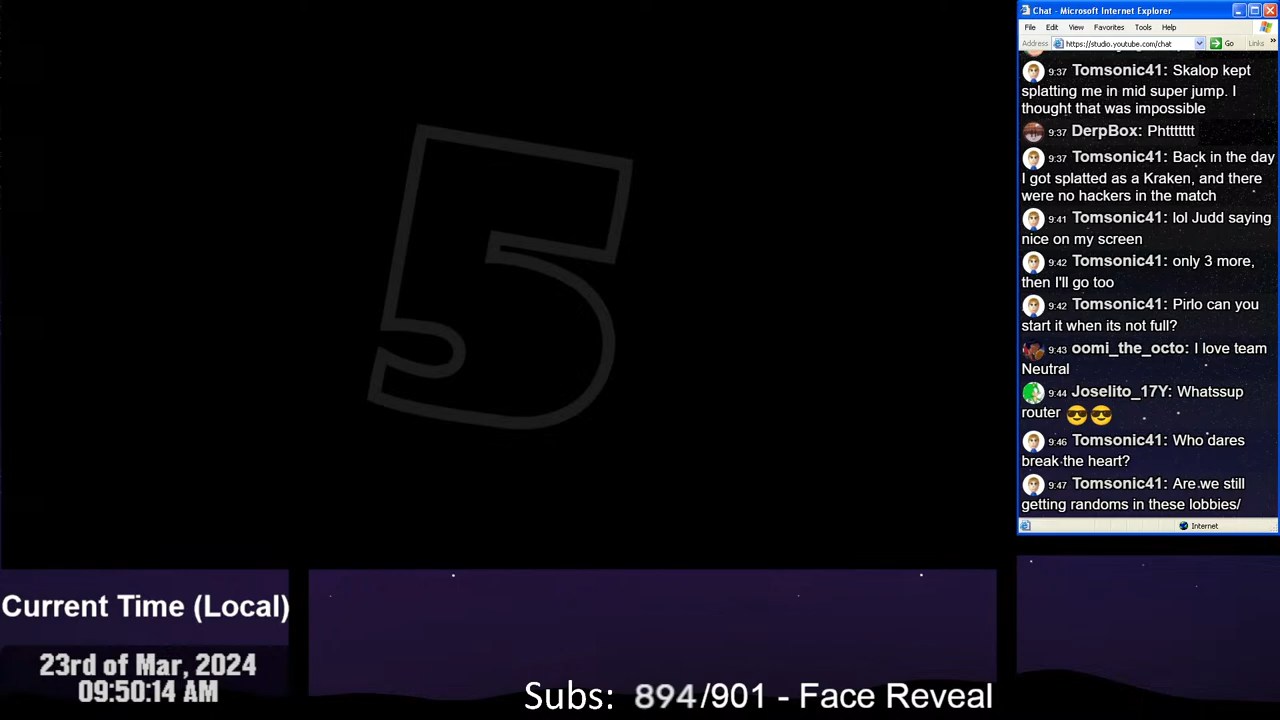 5
Chat - Microsoft Internet Explorer
File Edit View Favorites Tools Help
Address https://studio.youtube.com/chat Go Links »
9:37 Tomsonic41: Skalop kept
splatting me in mid super jump. I
thought that was impossible
9:37 DerpBox: Phttttttt
9:37 Tomsonic41: Back in the day
I got splatted as a Kraken, and there
were no hackers in the match
9:41 Tomsonic41: lol Judd saying
nice on my screen
9:42 Tomsonic41: only 3 more,
then I'll go too
9:42 Tomsonic41: Pirlo can you
start it when its not full?
9:43 oomi_the_octo: I love team
Neutral
9:44 Joselito_17Y: Whatssup
router 😎😎
9:46 Tomsonic41: Who dares
break the heart?
9:47 Tomsonic41: Are we still
getting randoms in these lobbies/
Internet
Current Time (Local)
23rd of Mar, 2024
09:50:14 AM
Subs: 894/901 - Face Reveal